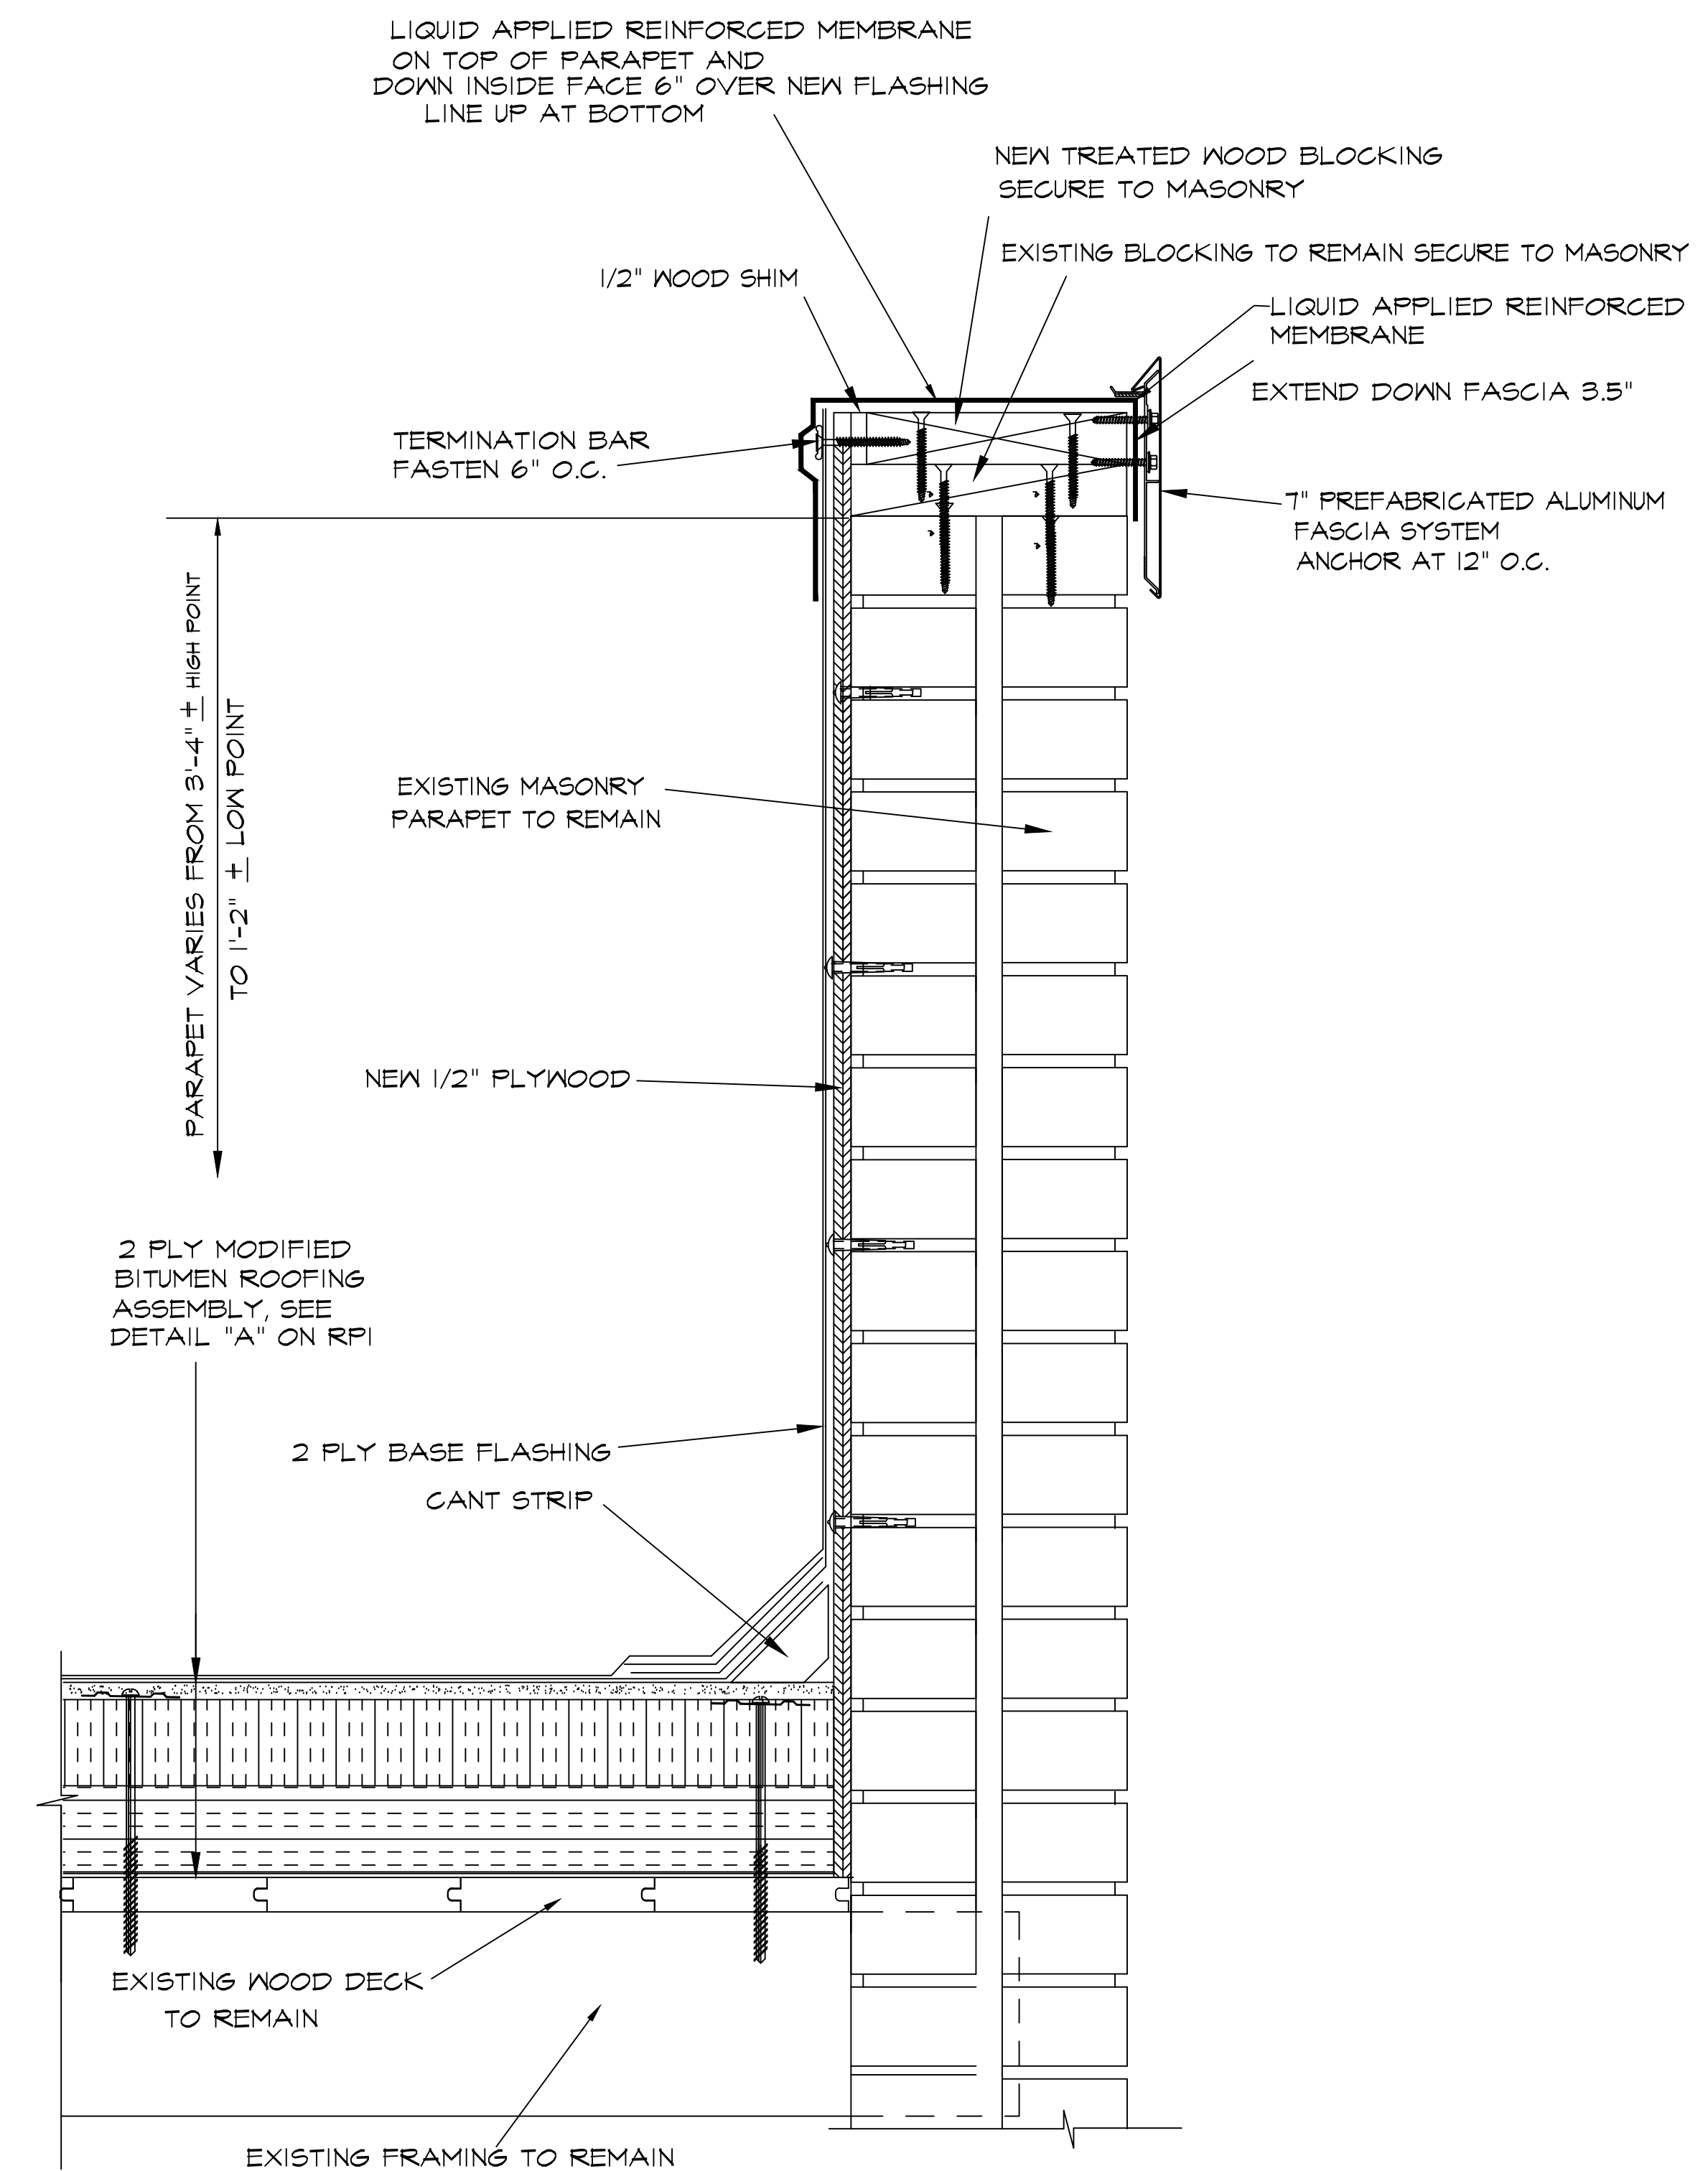 LIQUID APPLIED REINFORCED MEMBRANE
ON TOP OF PARAPET AND
DOWN INSIDE FACE 6" OVER NEW FLASHING
LINE UP AT BOTTOM
NEW TREATED WOOD BLOCKING
SECURE TO MASONRY
EXISTING BLOCKING TO REMAIN SECURE TO MASONRY
1/2" WOOD SHIM
LIQUID APPLIED REINFORCED
MEMBRANE
EXTEND DOWN FASCIA 3.5"
TERMINATION BAR
FASTEN 6" O.C.
7" PREFABRICATED ALUMINUM
FASCIA SYSTEM
ANCHOR AT 12" O.C.
PARAPET VARIES FROM 3'-4" ± HIGH POINT
TO 1'-2" ± LOW POINT
EXISTING MASONRY
PARAPET TO REMAIN
NEW 1/2" PLYWOOD
2 PLY MODIFIED
BITUMEN ROOFING
ASSEMBLY, SEE
DETAIL "A" ON RP1
2 PLY BASE FLASHING
CANT STRIP
EXISTING WOOD DECK
TO REMAIN
EXISTING FRAMING TO REMAIN